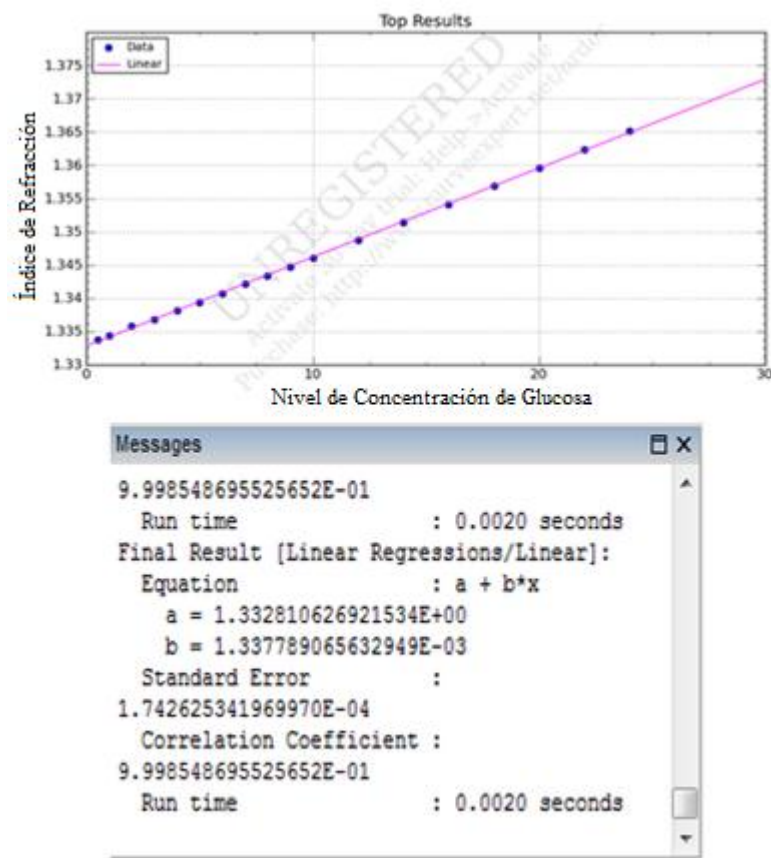 Top Results
Data
Linear
1.375
1.37
1.365
1.36
1.355
1.35
1.345
1.34
1.335
1.33
0
10
20
30
Índice de Refracción
Nivel de Concentración de Glucosa
UNREGISTERED
Messages
9.998548695525652E-01
Run time : 0.0020 seconds
Final Result [Linear Regressions/Linear]:
Equation : a + b*x
a = 1.332810626921534E+00
b = 1.337789065632949E-03
Standard Error :
1.742625341969970E-04
Correlation Coefficient :
9.998548695525652E-01
Run time : 0.0020 seconds